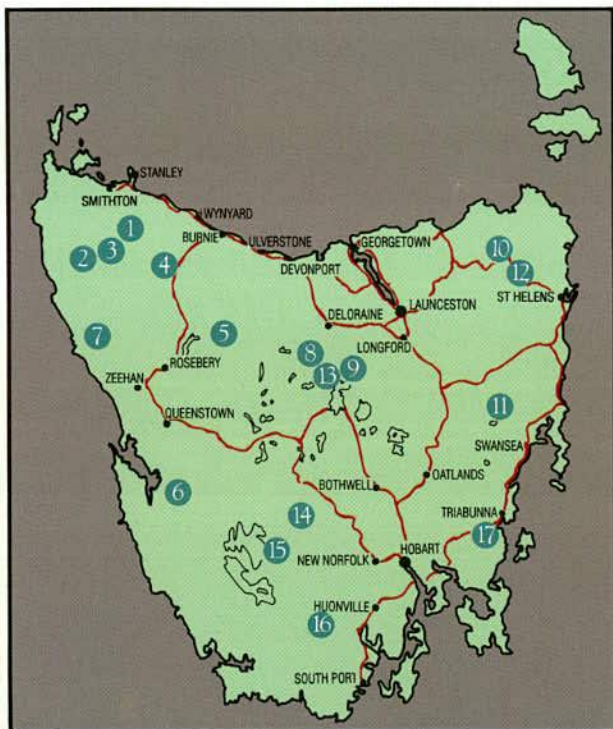 STANLEY
SMITHTON
WYNYARD
1
BURNIE
ULVERSTONE
GEORGETOWN
2
3
4
10
DEVONPORT
12
ST HELENS
LAUNCESTON
DELORAINE
7
5
LONGFORD
8
9
ROSEBERY
13
ZEEHAN
11
QUEENSTOWN
SWANSEA
OATLANDS
6
BOTHWELL
TRIABUNNA
14
17
15
NEW NORFOLK
HOBART
HUONVILLE
16
SOUTH PORT